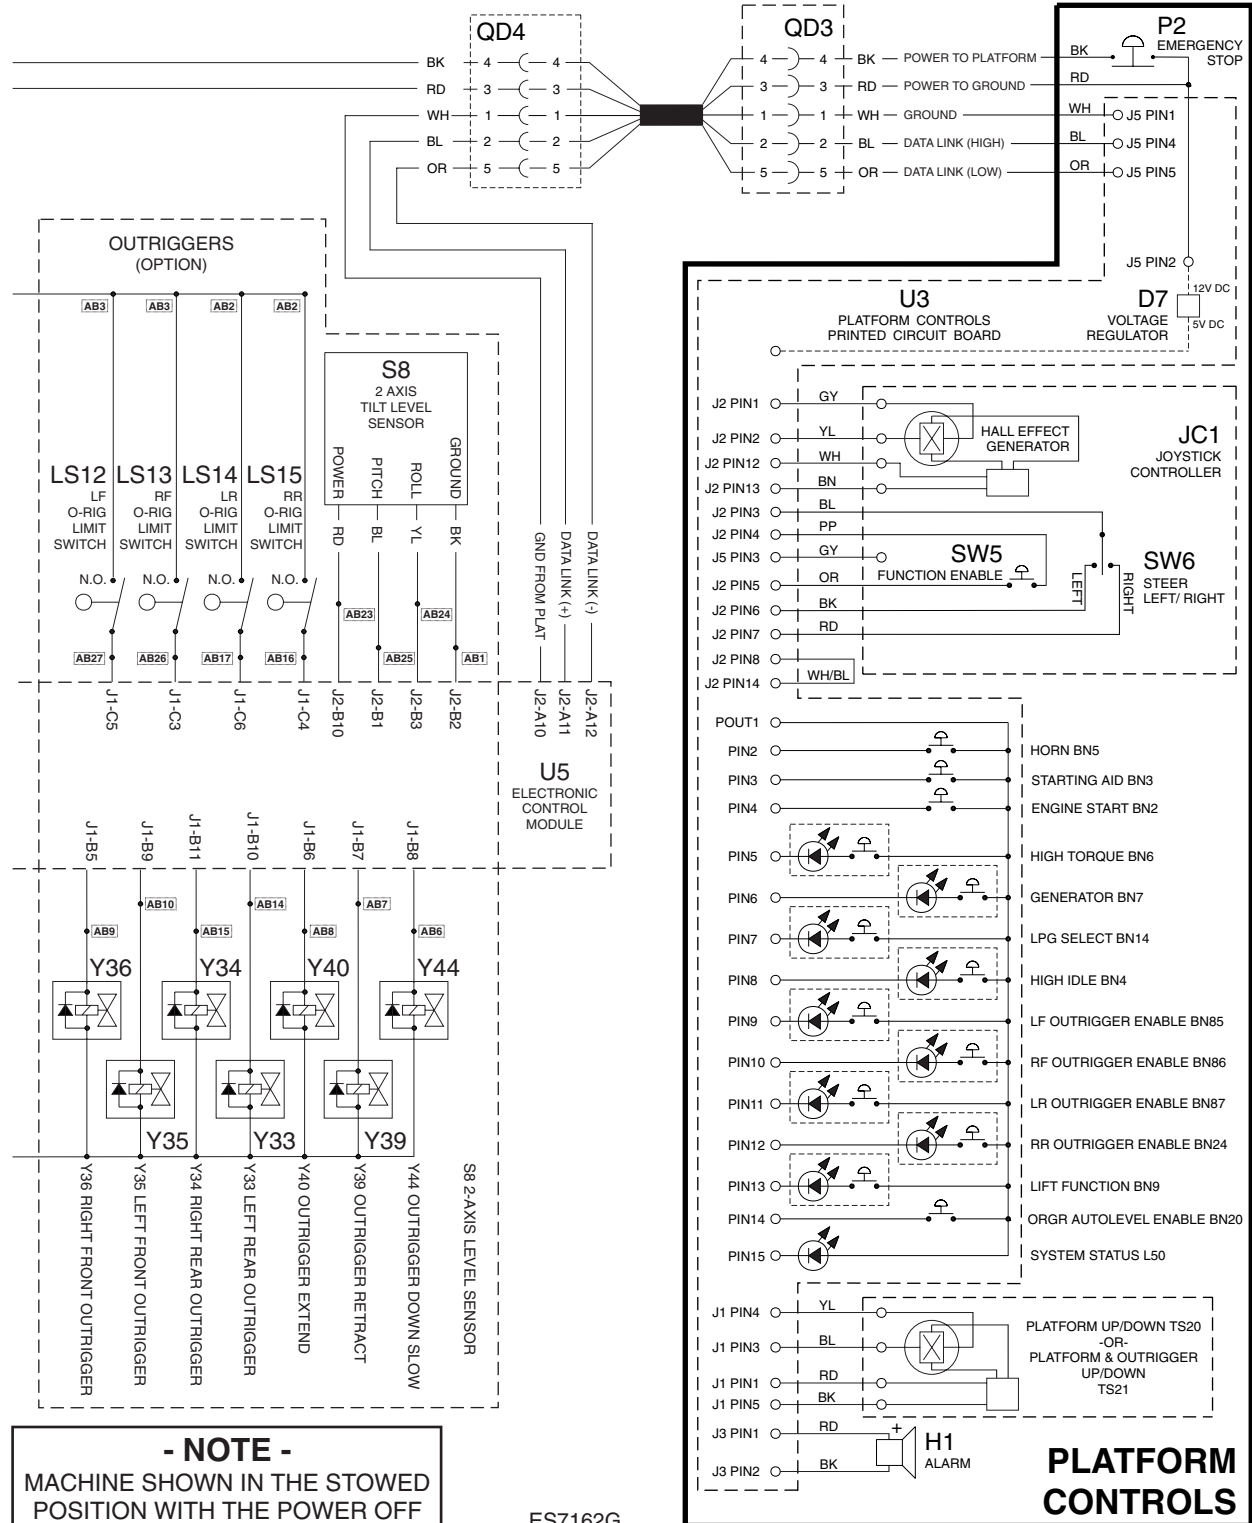 QD4
BK 4 4
RD 3 3
WH 1 1
BL 2 2
OR 5 5
QD3
4 4 BK POWER TO PLATFORM BK
3 3 RD POWER TO GROUND RD
1 1 WH GROUND WH J5 PIN1
2 2 BL DATA LINK (HIGH) BL J5 PIN4
5 5 OR DATA LINK (LOW) OR J5 PIN5
P2
EMERGENCY
STOP
J5 PIN2
12V DC
5V DC
D7
VOLTAGE
REGULATOR
U3
PLATFORM CONTROLS
PRINTED CIRCUIT BOARD
OUTRIGGERS
(OPTION)
AB3 AB3 AB2 AB2
S8
2 AXIS
TILT LEVEL
SENSOR
POWER PITCH ROLL GROUND
RD BL YL BK
LS12 LS13 LS14 LS15
LF RF LR RR
O-RIG O-RIG O-RIG O-RIG
LIMIT LIMIT LIMIT LIMIT
SWITCH SWITCH SWITCH SWITCH
N.O. N.O. N.O. N.O.
AB23 AB24
AB27 AB26 AB17 AB16 AB25 AB1
GND FROM PLAT
DATA LINK (+)
DATA LINK (-)
J1-C5 J1-C3 J1-C6 J1-C4 J2-B10 J2-B1 J2-B3 J2-B2 J2-A10 J2-A11 J2-A12
U5
ELECTRONIC
CONTROL
MODULE
J1-B5 J1-B9 J1-B11 J1-B10 J1-B6 J1-B7 J1-B8
AB10 AB14 AB7
AB9 AB15 AB8 AB6
Y36 Y34 Y40 Y44
Y35 Y33 Y39
Y36 RIGHT FRONT OUTRIGGER
Y35 LEFT FRONT OUTRIGGER
Y34 RIGHT REAR OUTRIGGER
Y33 LEFT REAR OUTRIGGER
Y40 OUTRIGGER EXTEND
Y39 OUTRIGGER RETRACT
Y44 OUTRIGGER DOWN SLOW
S8 2-AXIS LEVEL SENSOR
J2 PIN1 GY
J2 PIN2 YL
J2 PIN12 WH
J2 PIN13 BN
J2 PIN3 BL
J2 PIN4 PP
J5 PIN3 GY
J2 PIN5 OR
J2 PIN6 BK
J2 PIN7 RD
J2 PIN8
J2 PIN14 WH/BL
HALL EFFECT
GENERATOR
JC1
JOYSTICK
CONTROLLER
SW5
FUNCTION ENABLE
LEFT
RIGHT
SW6
STEER
LEFT/ RIGHT
POUT1
PIN2 HORN BN5
PIN3 STARTING AID BN3
PIN4 ENGINE START BN2
PIN5 HIGH TORQUE BN6
PIN6 GENERATOR BN7
PIN7 LPG SELECT BN14
PIN8 HIGH IDLE BN4
PIN9 LF OUTRIGGER ENABLE BN85
PIN10 RF OUTRIGGER ENABLE BN86
PIN11 LR OUTRIGGER ENABLE BN87
PIN12 RR OUTRIGGER ENABLE BN24
PIN13 LIFT FUNCTION BN9
PIN14 ORGR AUTOLEVEL ENABLE BN20
PIN15 SYSTEM STATUS L50
J1 PIN4 YL
J1 PIN3 BL
J1 PIN1 RD
J1 PIN5 BK
PLATFORM UP/DOWN TS20
-OR-
PLATFORM & OUTRIGGER
UP/DOWN
TS21
J3 PIN1 RD +
J3 PIN2 BK
H1
ALARM
PLATFORM
CONTROLS
- NOTE -
MACHINE SHOWN IN THE STOWED
POSITION WITH THE POWER OFF
ES7162G